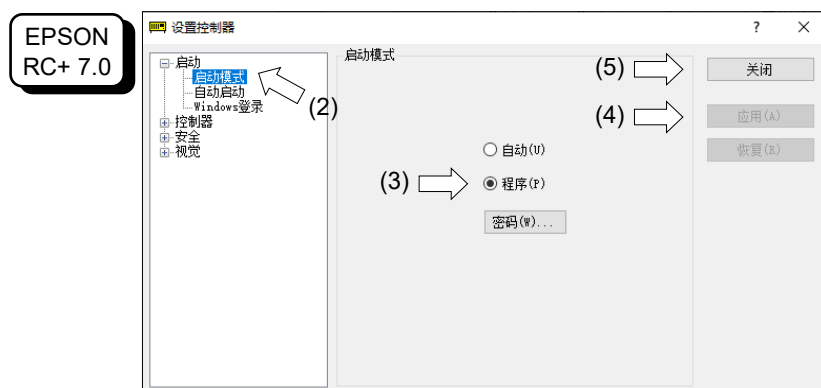 EPSON
RC+ 7.0
设置控制器
?
启动
启动模式
自动启动
Windows登录
控制器
安全
视觉
(2)
启动模式
自动(U)
(3)
程序(P)
密码(W)...
(5)
关闭
(4)
应用(A)
恢复(R)